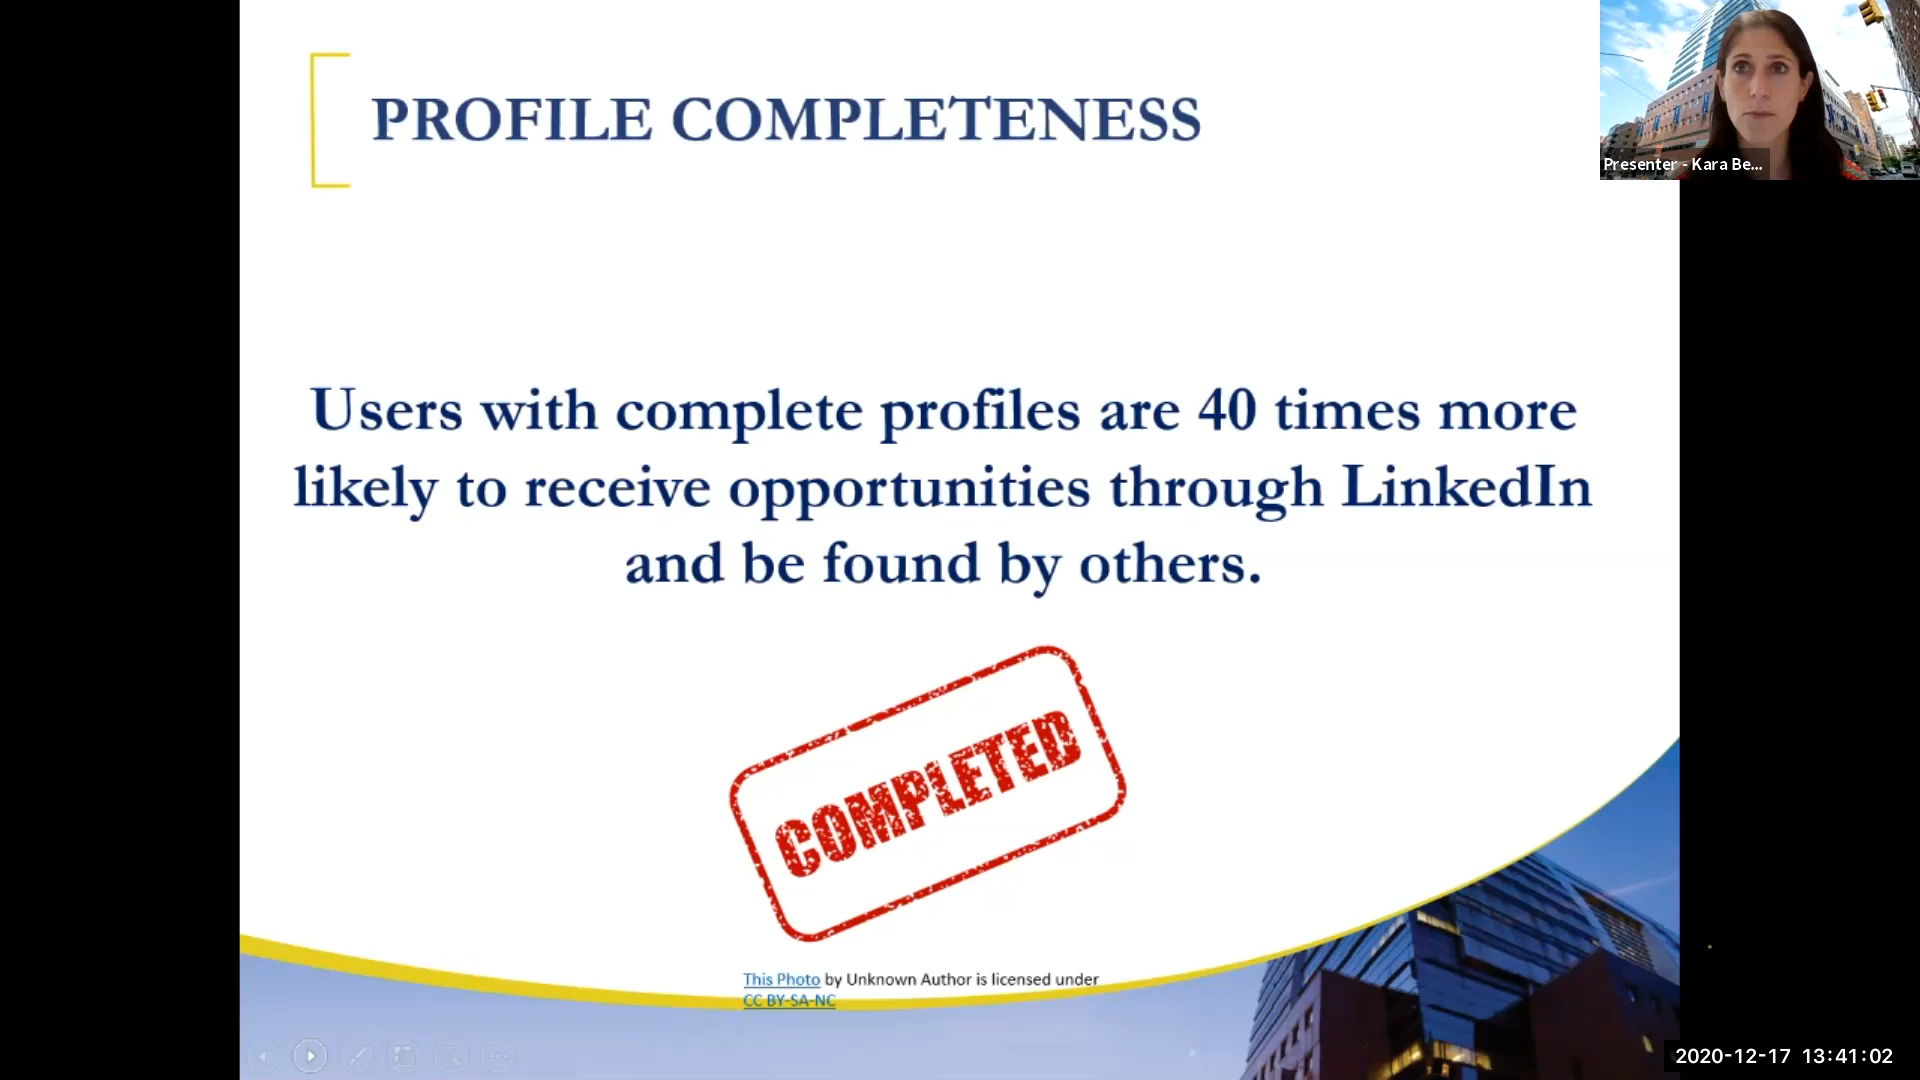 PROFILE COMPLETENESS
Presenter - Kara Be...
Users with complete profiles are 40 times more
likely to receive opportunities through LinkedIn
and be found by others.
COMPLETED
This Photo by Unknown Author is licensed under
CC BY-SA-NC
2020-12-17 13:41:02